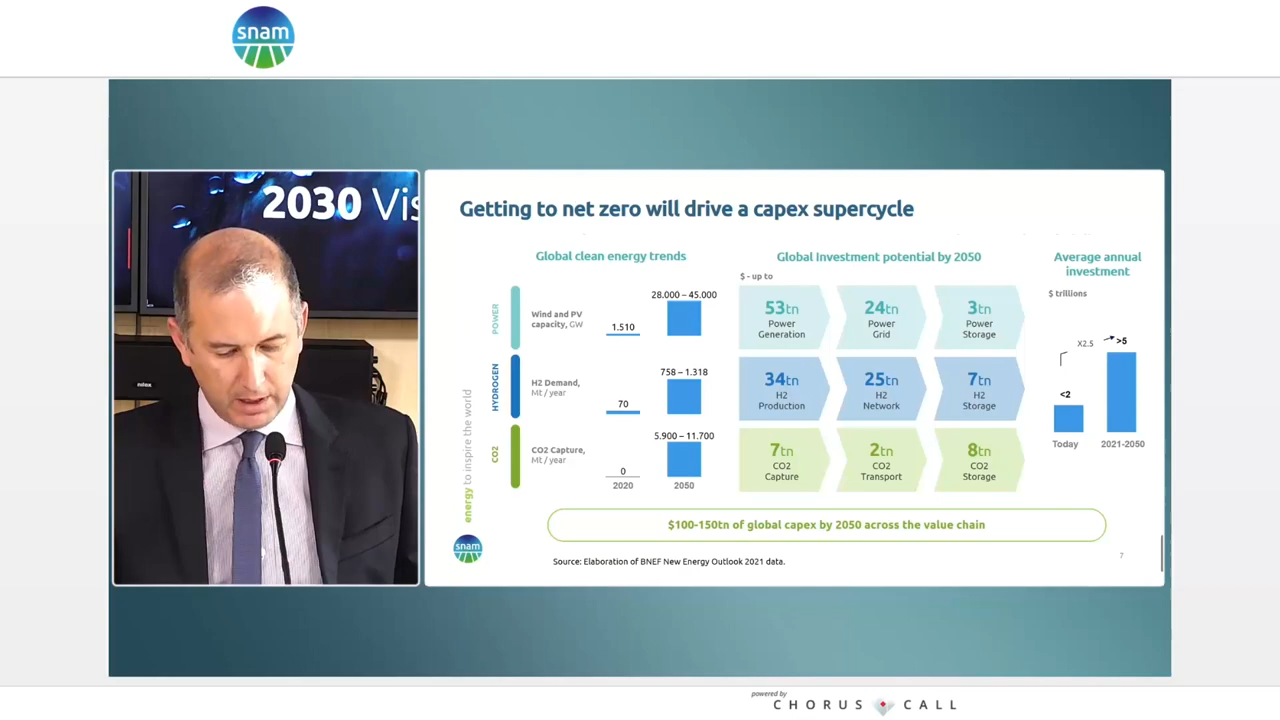 snam
2030 Vis
Getting to net zero will drive a capex supercycle
Global clean energy trends
Global Investment potential by 2050
Average annual
investment
$ - up to
$ trillions
POWER
Wind and PV
capacity, GW
1.510
28.000 – 45.000
53tn
Power
Generation
24tn
Power
Grid
3tn
Power
Storage
HYDROGEN
H2 Demand,
Mt / year
70
758 – 1.318
34tn
H2
Production
25tn
H2
Network
7tn
H2
Storage
CO2
CO2 Capture,
Mt / year
0
5.900 – 11.700
2020
2050
7tn
CO2
Capture
2tn
CO2
Transport
8tn
CO2
Storage
X2.5
>5
<2
Today
2021-2050
energy to inspire the world
$100-150tn of global capex by 2050 across the value chain
snam
Source: Elaboration of BNEF New Energy Outlook 2021 data.
7
powered by
CHORUS CALL